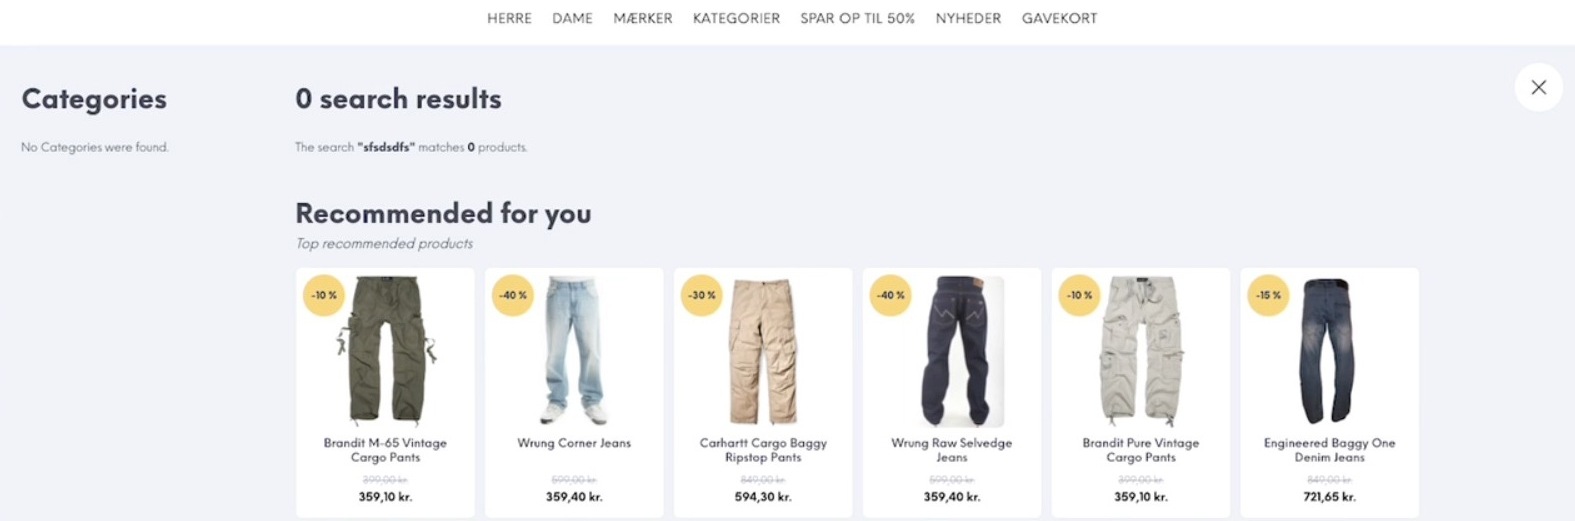 HERRE DAME MÆRKER KATEGORIER SPAR OP TIL 50% NYHEDER GAVEKORT
Categories
No Categories were found.
0 search results
The search "sfsdsdfs" matches 0 products.
Recommended for you
Top recommended products
-10 %
Brandit M-65 Vintage
Cargo Pants
399,00 kr.
359,10 kr.
-40 %
Wrung Corner Jeans
599,00 kr.
359,40 kr.
-30 %
Carhartt Cargo Baggy
Ripstop Pants
849,00 kr.
594,30 kr.
-40 %
Wrung Raw Selvedge
Jeans
599,00 kr.
359,40 kr.
-10 %
Brandit Pure Vintage
Cargo Pants
399,00 kr.
359,10 kr.
-15 %
Engineered Baggy One
Denim Jeans
849,00 kr.
721,65 kr.